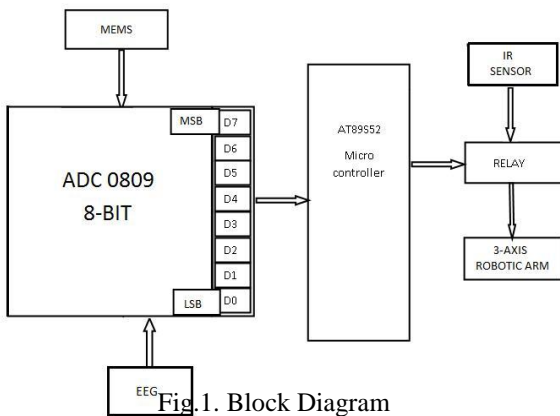 MEMS
ADC 0809
8-BIT
MSB
D7
D6
D5
D4
D3
D2
D1
D0
LSB
EEG
AT89S52
Micro
controller
IR
SENSOR
RELAY
3-AXIS
ROBOTIC ARM
Fig.1. Block Diagram